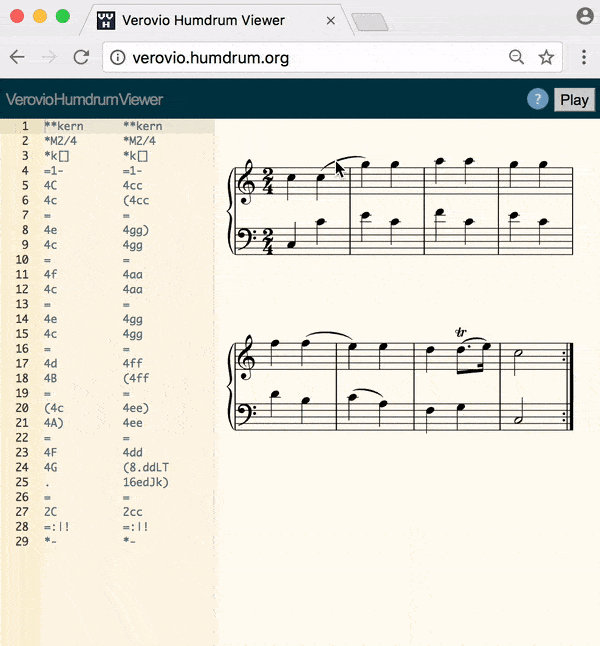 Verovio Humdrum Viewer
verovio.humdrum.org
VerovioHumdrumViewer ? Play
1 **kern **kern
2 *M2/4 *M2/4
3 *k[] *k[]
4 =1- =1-
5 4C 4cc
6 4c (4cc
7 = =
8 4e 4gg)
9 4c 4gg
10 = =
11 4f 4aa
12 4c 4aa
13 = =
14 4e 4gg
15 4c 4gg
16 = =
17 4d 4ff
18 4B (4ff
19 = =
20 (4c 4ee)
21 4A) 4ee
22 = =
23 4F 4dd
24 4G (8.ddLT
25 . 16eeJk)
26 = =
27 2C 2cc
28 =:|! =:|!
29 *- *-
2
4
2
4
tr